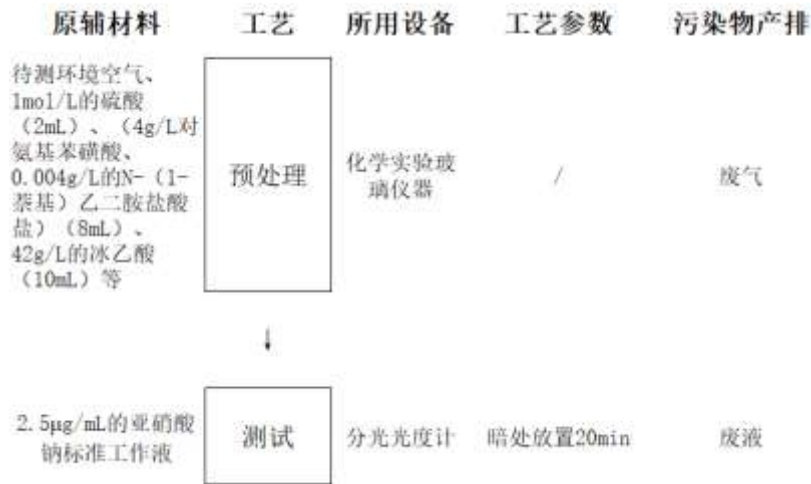 原辅材料 工艺 所用设备 工艺参数 污染物产排
待测环境空气、
1mol/L的硫酸
（2mL）、（4g/L对
氨基苯磺酸、
0.004g/L的N-（1-
萘基）乙二胺盐酸
盐）（8mL）、
42g/L的冰乙酸
（10mL）等
预处理
化学实验玻
璃仪器
/
废气
↓
2.5μg/mL的亚硝酸
钠标准工作液
测试
分光光度计
暗处放置20min
废液